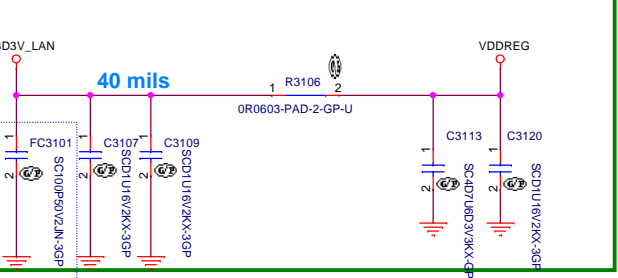 3D3V_LAN
VDDREG
40 mils
1 R3106 2
0R0603-PAD-2-GP-U
1
FC3101
2
G/P
SC100P50V2JN-3GP
1
C3107
2
G/P
SCD1U16V2KX-3GP
1
C3109
2
G/P
SCD1U16V2KX-3GP
1
C3113
2
G/P
SC4D7U6D3V3KX-GP
1
C3120
2
G/P
SCD1U16V2KX-3GP